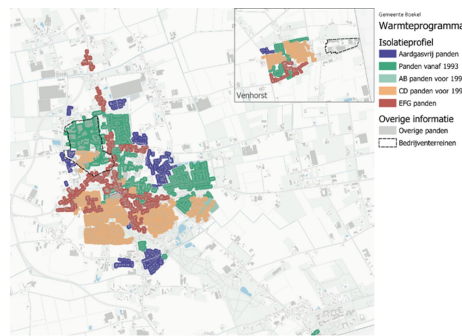 Gemeente Boekel
Warmteprogramma
Isolatieprofiel
Aardgasvrij panden
Panden vanaf 1993
AB panden voor 199
CD panden voor 199
EFG panden
Overige informatie
Overige panden
Bedrijventerreinen
Venhorst